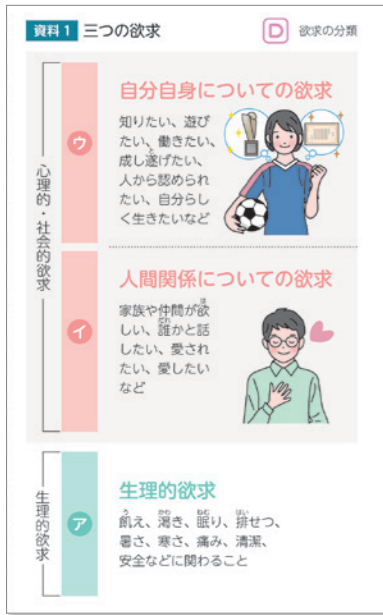 資料1 三つの欲求
D 欲求の分類
心理的・社会的欲求
ウ
自分自身についての欲求
知りたい、遊び
たい、働きたい、
成し遂げたい、
人から認められ
たい、自分らし
く生きたいなど
イ
人間関係についての欲求
家族や仲間が欲
しい、誰かと話
したい、愛され
たい、愛したい
など
生理的欲求
ア
生理的欲求
飢え、渇き、眠り、排せつ、
暑さ、寒さ、痛み、清潔、
安全などに関わること